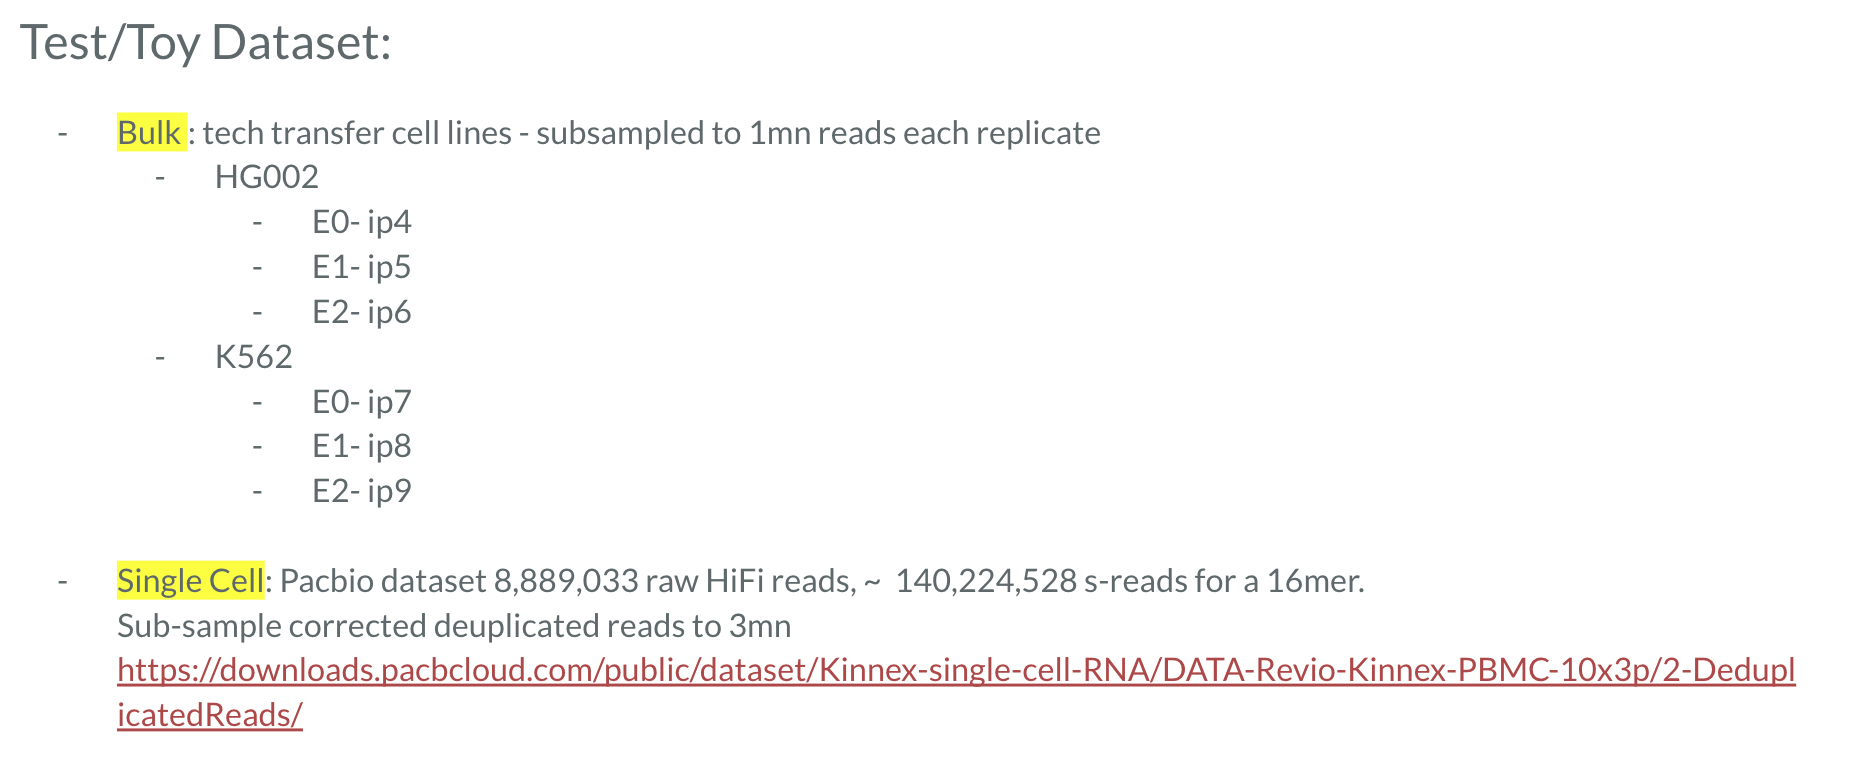 Test/Toy Dataset:
- Bulk : tech transfer cell lines - subsampled to 1mn reads each replicate
- HG002
- E0- ip4
- E1- ip5
- E2- ip6
- K562
- E0- ip7
- E1- ip8
- E2- ip9
- Single Cell: Pacbio dataset 8,889,033 raw HiFi reads, ~ 140,224,528 s-reads for a 16mer.
Sub-sample corrected deuplicated reads to 3mn
https://downloads.pacbcloud.com/public/dataset/Kinnex-single-cell-RNA/DATA-Revio-Kinnex-PBMC-10x3p/2-Dedupl
icatedReads/